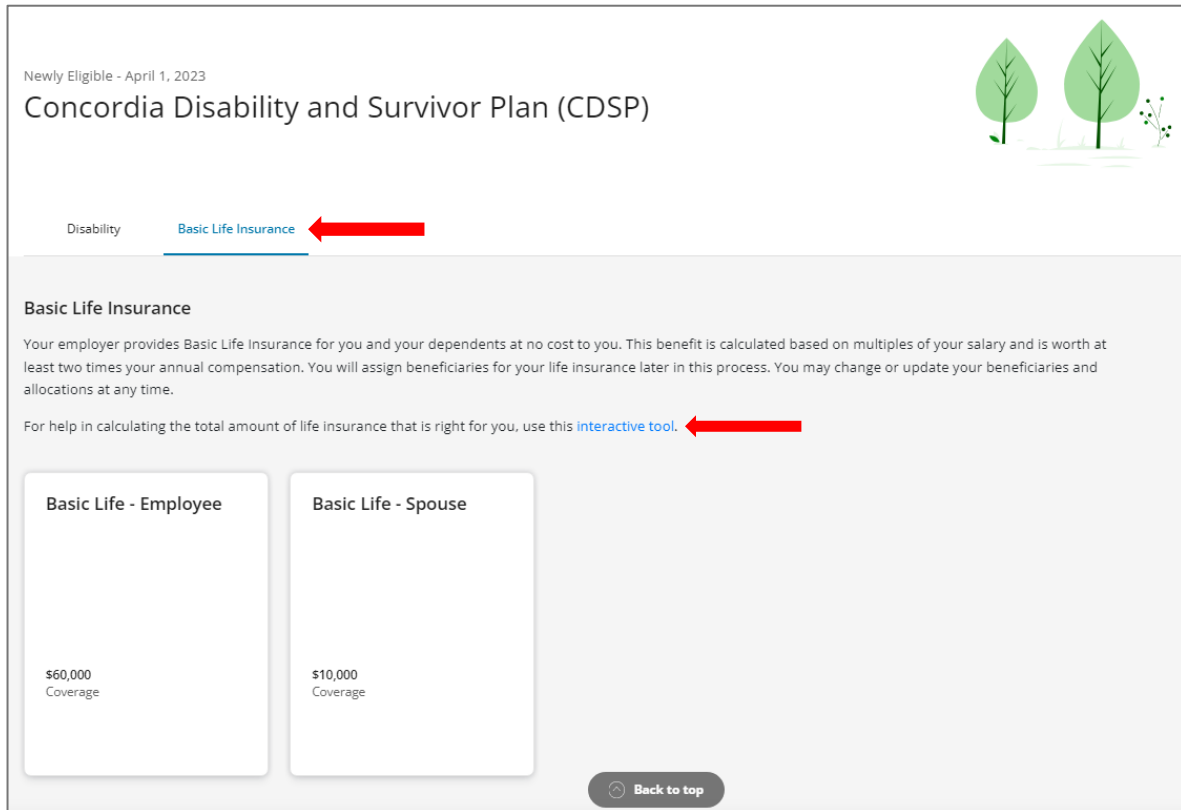 Newly Eligible - April 1, 2023
Concordia Disability and Survivor Plan (CDSP)
Disability
Basic Life Insurance
Basic Life Insurance
Your employer provides Basic Life Insurance for you and your dependents at no cost to you. This benefit is calculated based on multiples of your salary and is worth at
least two times your annual compensation. You will assign beneficiaries for your life insurance later in this process. You may change or update your beneficiaries and
allocations at any time.
For help in calculating the total amount of life insurance that is right for you, use this interactive tool.
Basic Life - Employee
$60,000
Coverage
Basic Life - Spouse
$10,000
Coverage
Back to top